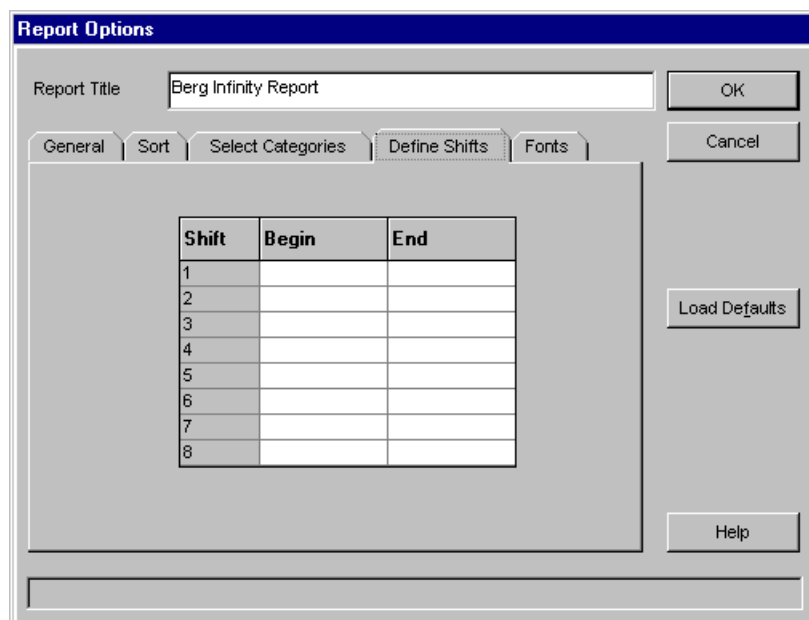 Report Options
Report Title Berg Infinity Report OK
General Sort Select Categories Define Shifts Fonts Cancel
Shift Begin End
1
2
3
Load Defaults
4
5
6
7
8
Help